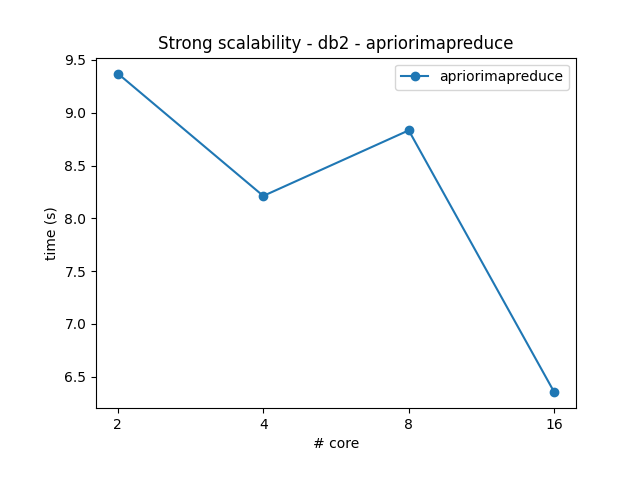 Strong scalability - db2 - apriorimapreduce
apriorimapreduce
9.5
9.0
8.5
8.0
7.5
7.0
6.5
time (s)
2 4 8 16
# core